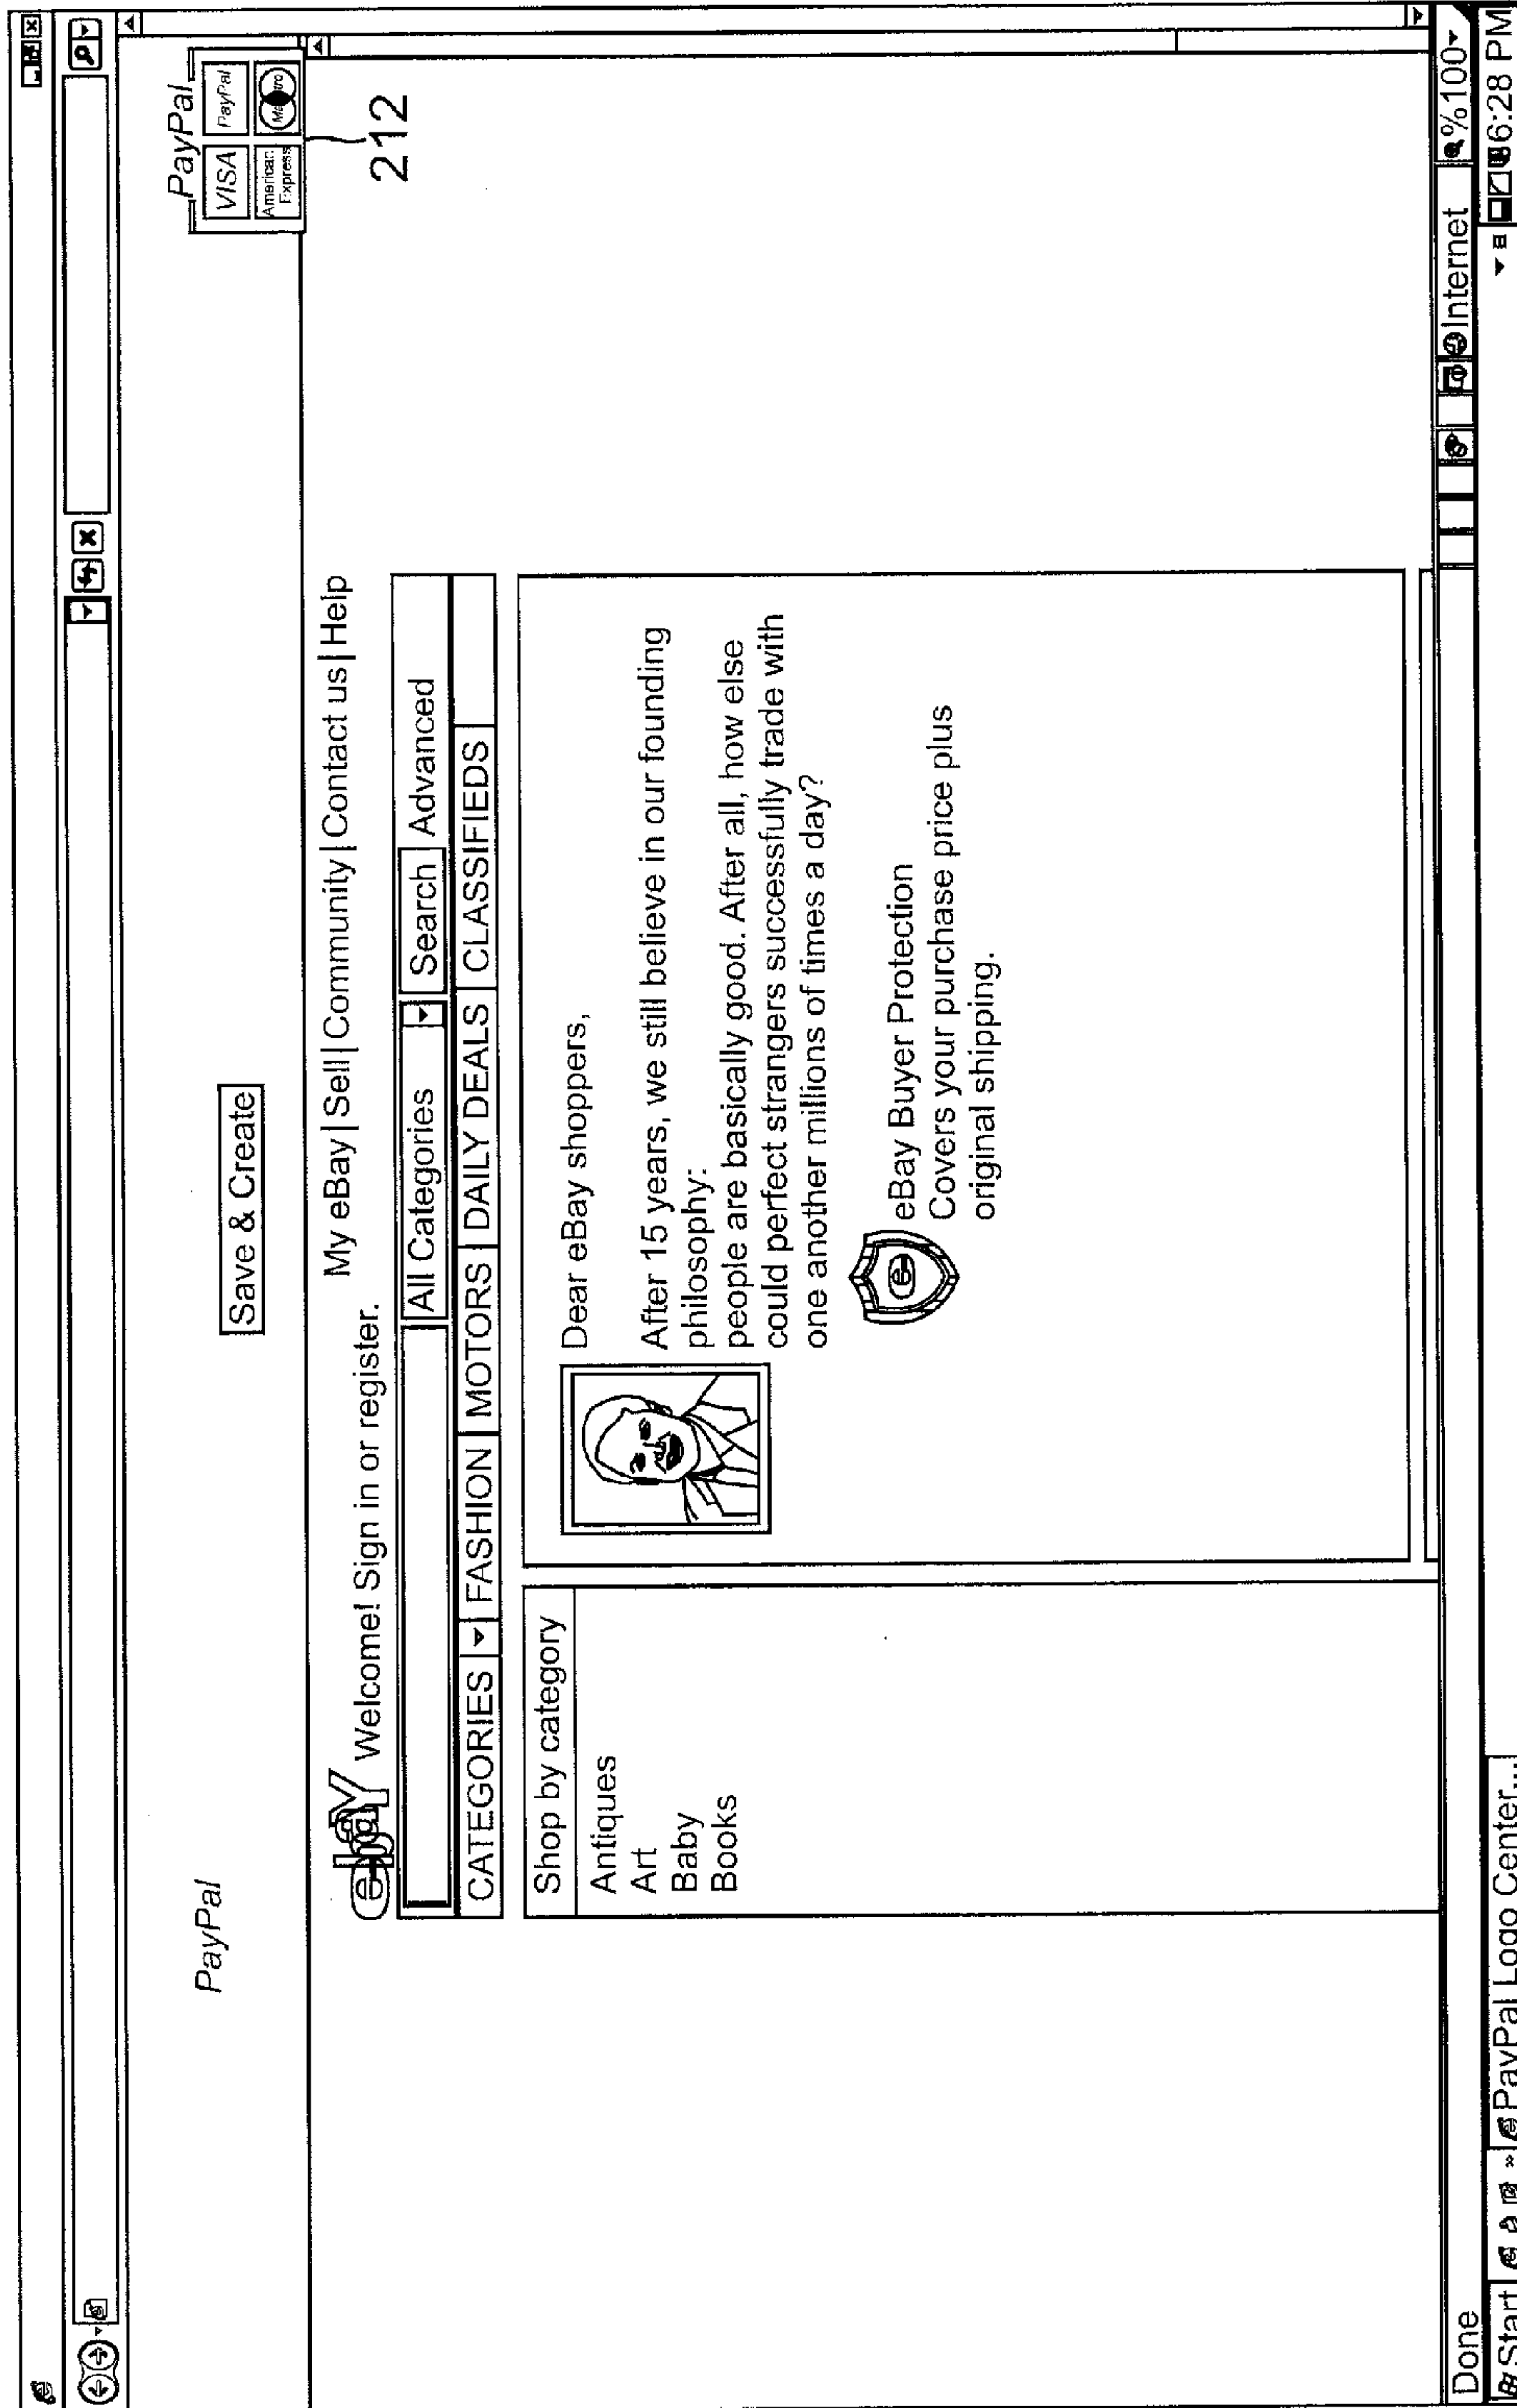 PayPal
Save & Create
PayPal
VISA
PayPal
American Express
Maestro
212
ebaY Welcome! Sign in or register.
My eBay | Sell | Community | Contact us | Help
All Categories
Search
Advanced
CATEGORIES
FASHION
MOTORS
DAILY DEALS
CLASSIFIEDS
Shop by category
Antiques
Art
Baby
Books
Dear eBay shoppers,
After 15 years, we still believe in our founding
philosophy:
people are basically good. After all, how else
could perfect strangers successfully trade with
one another millions of times a day?
eBay Buyer Protection
Covers your purchase price plus
original shipping.
Done
Internet
%100
Start
PayPal Logo Center...
6:28 PM